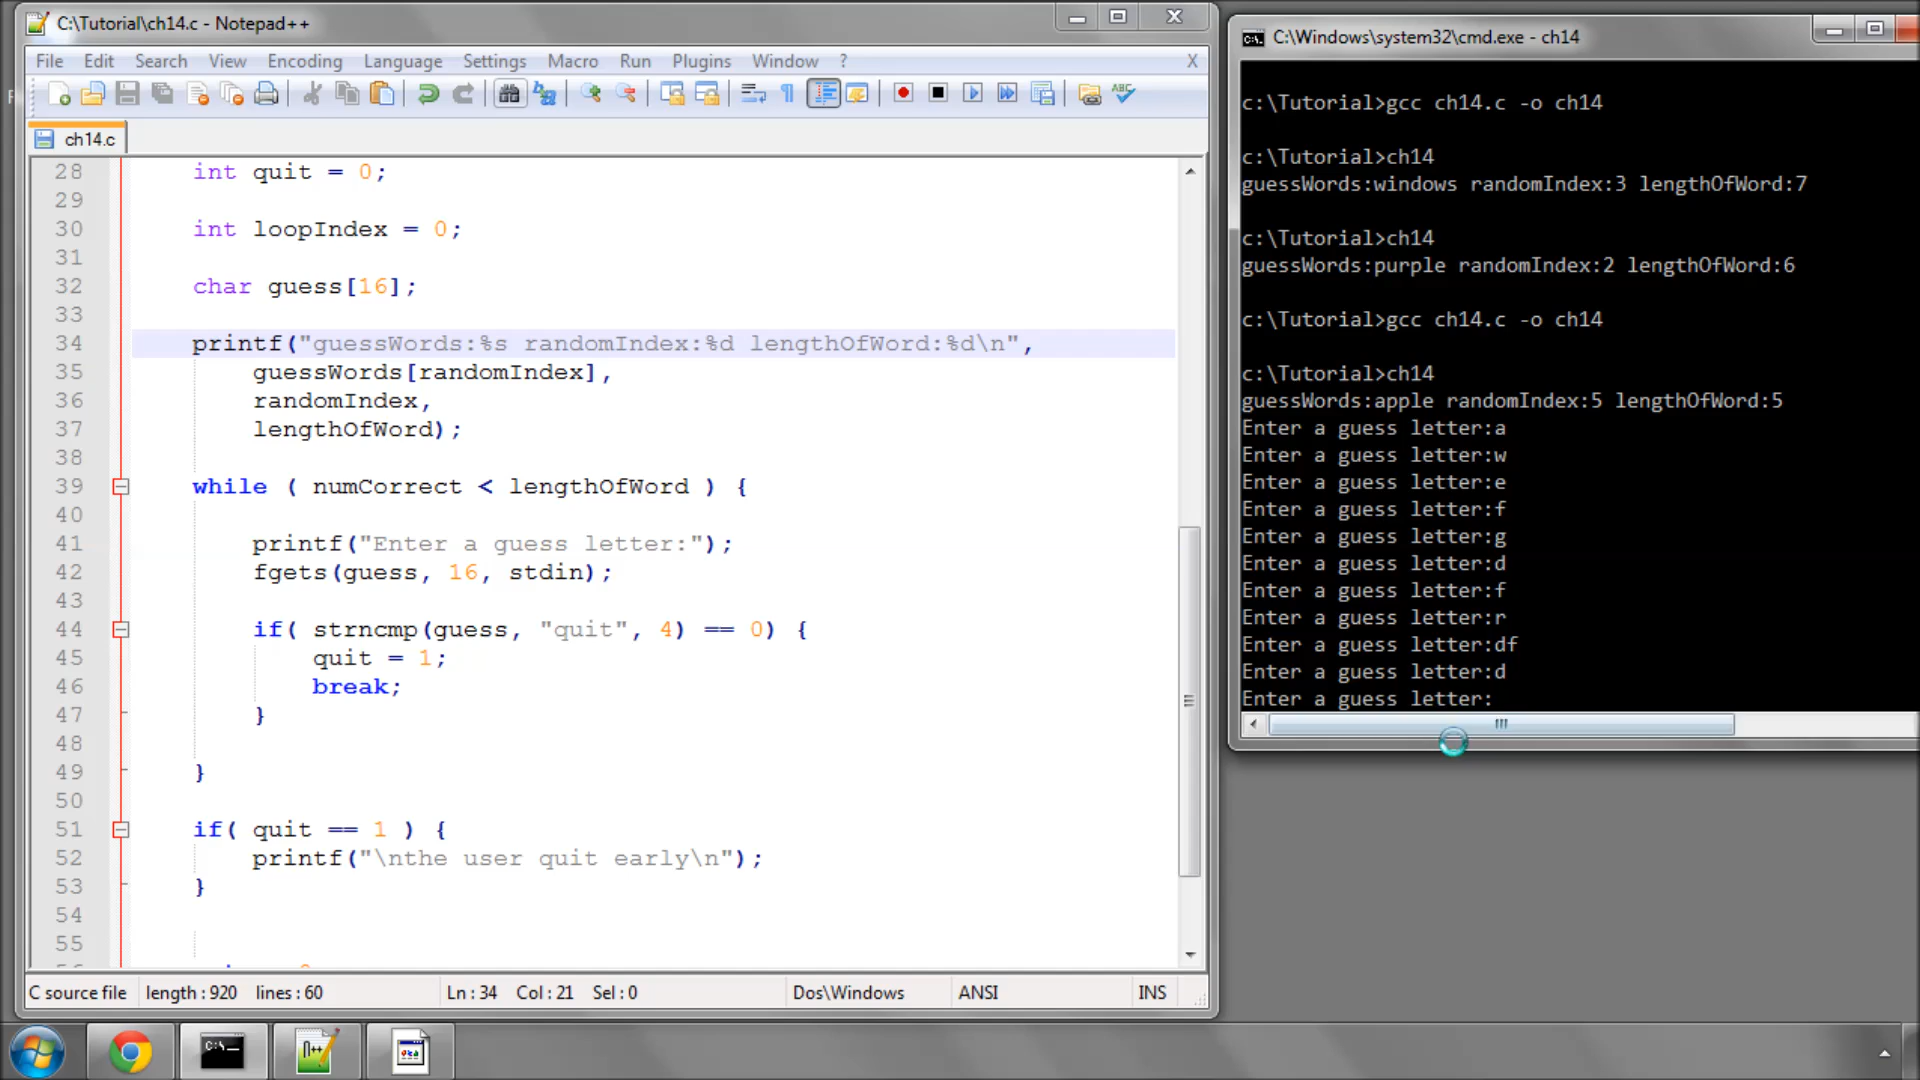 C:\Tutorial\ch14.c - Notepad++
File Edit Search View Encoding Language Settings Macro Run Plugins Window ? X
ch14.c
28 int quit = 0;
29
30 int loopIndex = 0;
31
32 char guess[16];
33
34 printf("guessWords:%s randomIndex:%d lengthOfWord:%d\n",
35 guessWords[randomIndex],
36 randomIndex,
37 lengthOfWord);
38
39 while ( numCorrect < lengthOfWord ) {
40
41 printf("Enter a guess letter:");
42 fgets(guess, 16, stdin);
43
44 if( strncmp(guess, "quit", 4) == 0) {
45 quit = 1;
46 break;
47 }
48
49 }
50
51 if( quit == 1 ) {
52 printf("\nthe user quit early\n");
53 }
54
55
C source file length : 920 lines : 60 Ln : 34 Col : 21 Sel : 0 Dos\Windows ANSI INS
C:\Windows\system32\cmd.exe - ch14
c:\Tutorial>gcc ch14.c -o ch14
c:\Tutorial>ch14
guessWords:windows randomIndex:3 lengthOfWord:7
c:\Tutorial>ch14
guessWords:purple randomIndex:2 lengthOfWord:6
c:\Tutorial>gcc ch14.c -o ch14
c:\Tutorial>ch14
guessWords:apple randomIndex:5 lengthOfWord:5
Enter a guess letter:a
Enter a guess letter:w
Enter a guess letter:e
Enter a guess letter:f
Enter a guess letter:g
Enter a guess letter:d
Enter a guess letter:f
Enter a guess letter:r
Enter a guess letter:df
Enter a guess letter:d
Enter a guess letter: